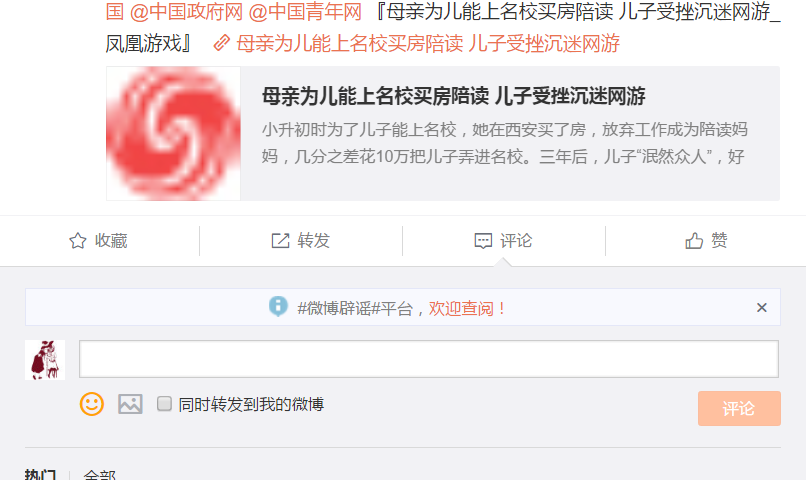 国 @中国政府网 @中国青年网 『母亲为儿能上名校买房陪读 儿子受挫沉迷网游_
凤凰游戏』 母亲为儿能上名校买房陪读 儿子受挫沉迷网游
母亲为儿能上名校买房陪读 儿子受挫沉迷网游
小升初时为了儿子能上名校，她在西安买了房，放弃工作成为陪读妈
妈，几分之差花10万把儿子弄进名校。三年后，儿子“泯然众人”，好
收藏 转发 评论 赞
#微博辟谣#平台，欢迎查阅！
同时转发到我的微博 评论
热门 全部